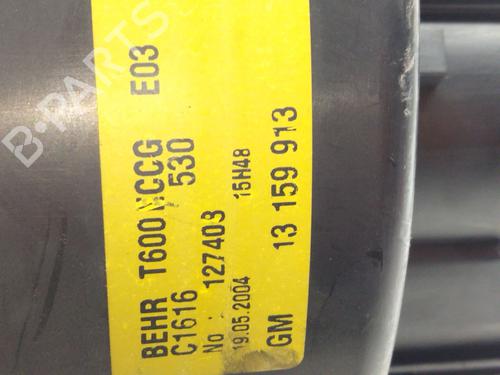 BEHR T600 CCG E03
C1616 530
No : 127403
19.05.2004 15H48
GM 13 159 913
B-PARTS